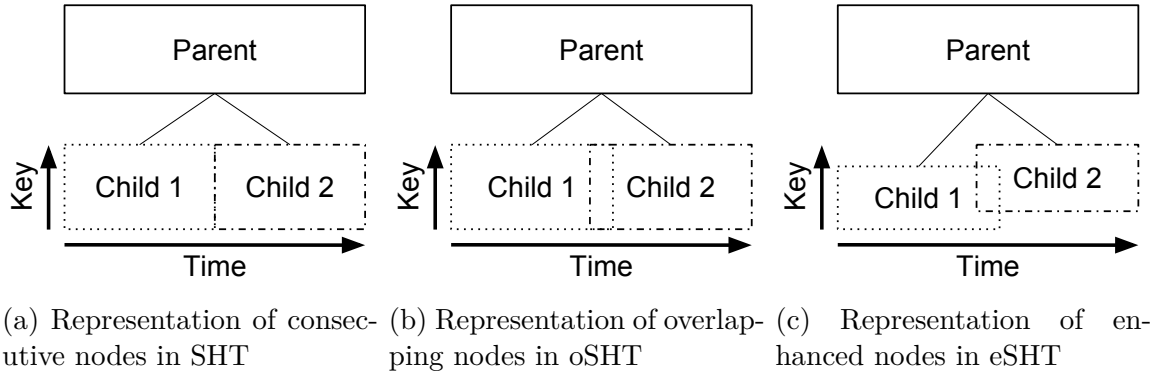 Parent
Child 1
Child 2
Key
Time
Parent
Child 1
Child 2
Key
Time
Parent
Child 1
Child 2
Key
Time
(a) Representation of consec-
utive nodes in SHT
(b) Representation of overlap-
ping nodes in oSHT
(c) Representation of en-
hanced nodes in eSHT